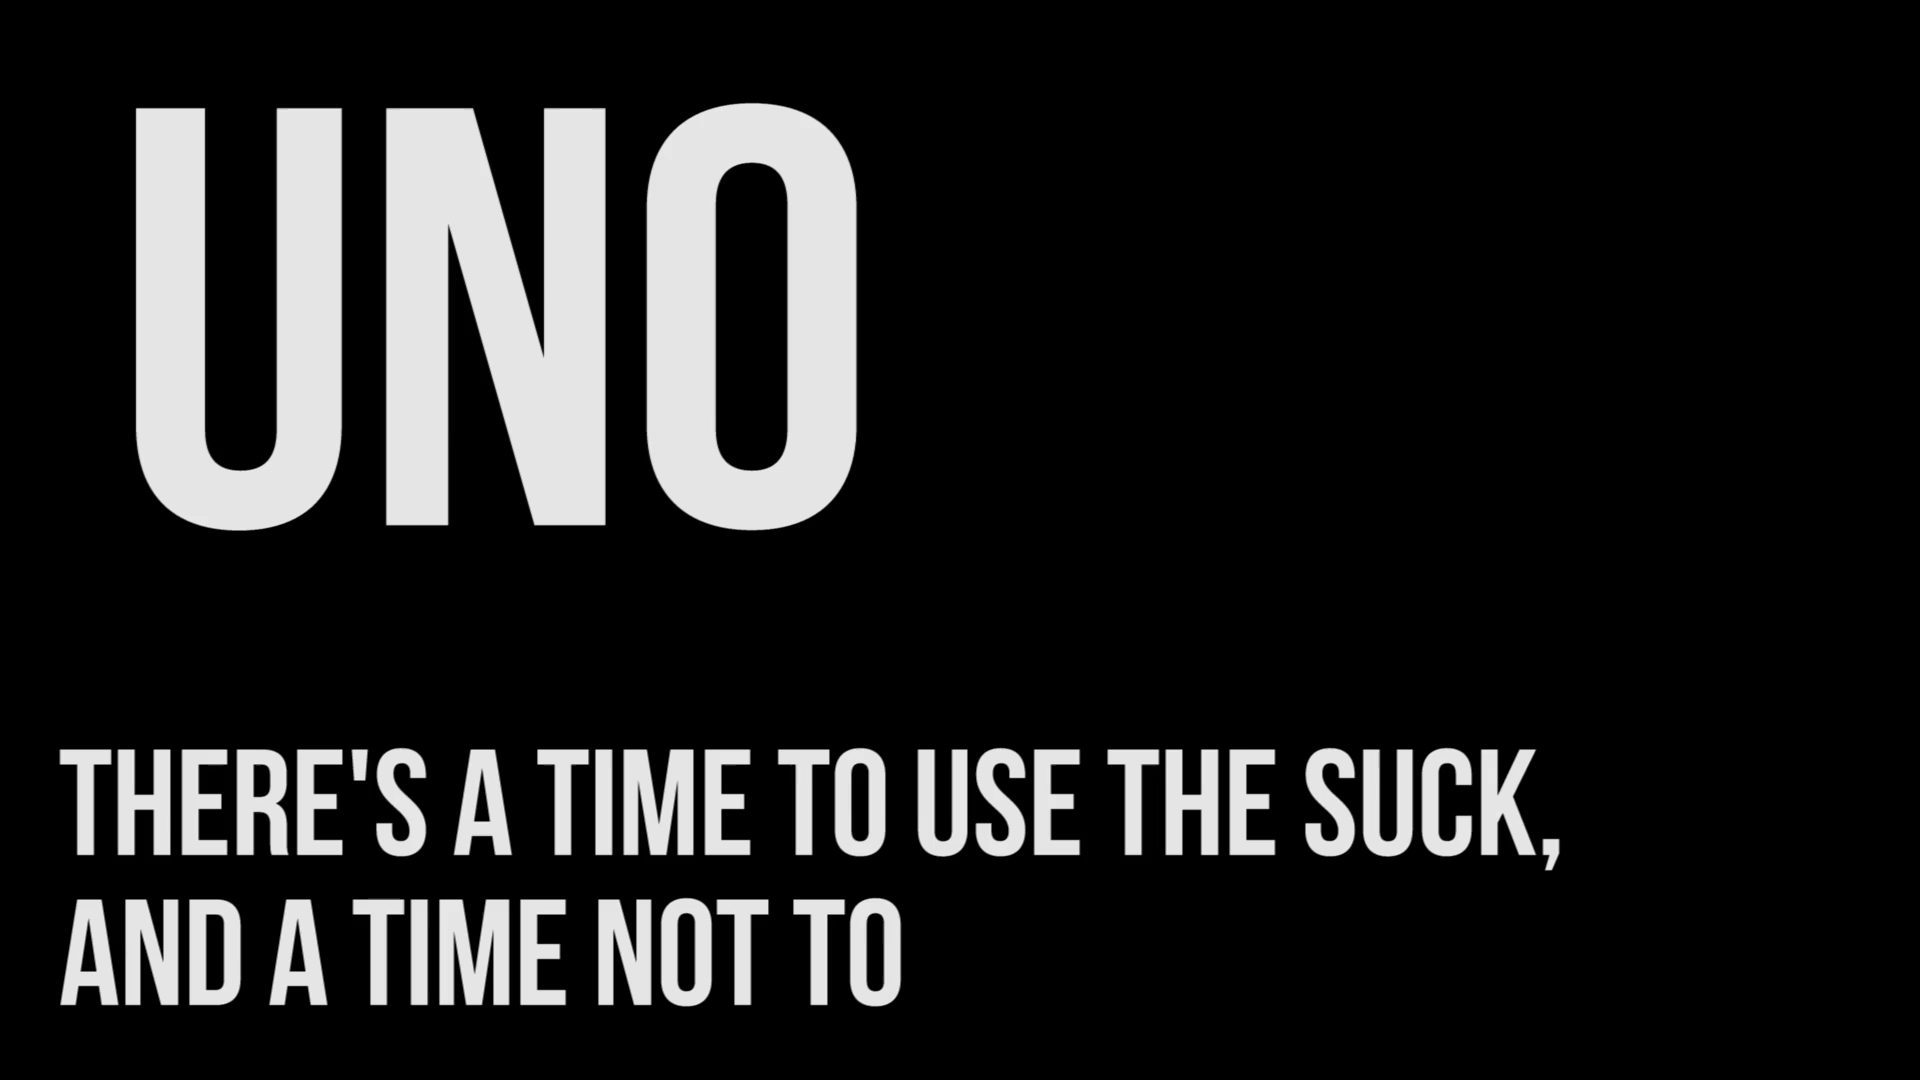 UNO
THERE'S A TIME TO USE THE SUCK,
AND A TIME NOT TO